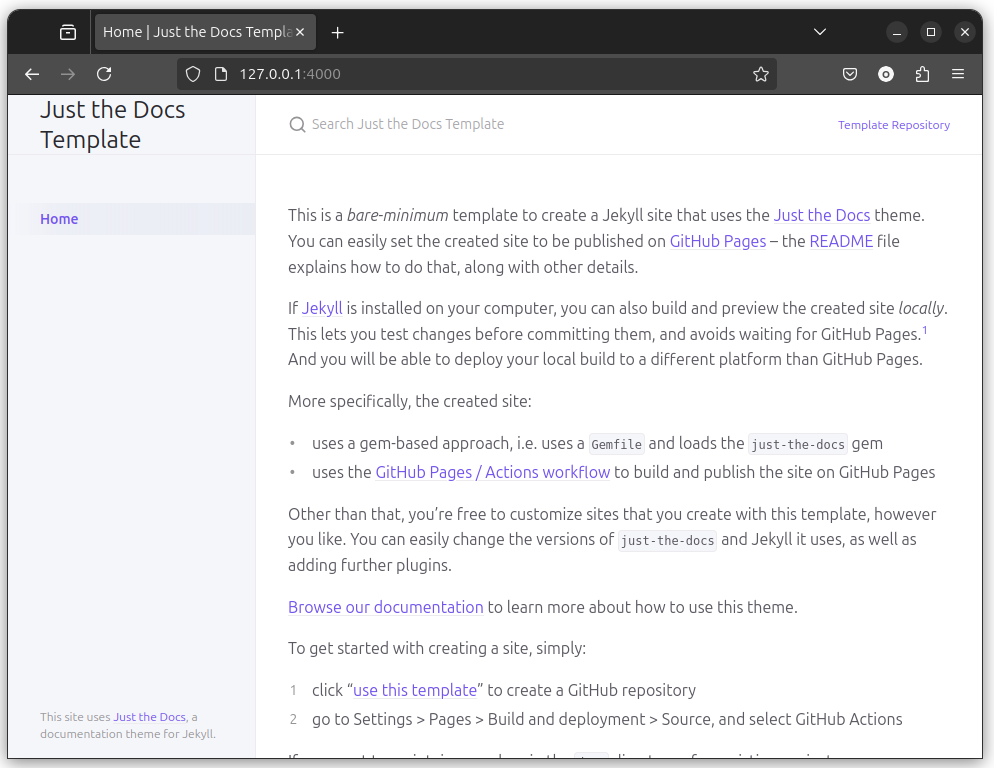 Home | Just the Docs Templa
127.0.0.1:4000
Just the Docs
Template
Search Just the Docs Template
Template Repository
Home
This is a bare-minimum template to create a Jekyll site that uses the Just the Docs theme.
You can easily set the created site to be published on GitHub Pages – the README file
explains how to do that, along with other details.
If Jekyll is installed on your computer, you can also build and preview the created site locally.
This lets you test changes before committing them, and avoids waiting for GitHub Pages.1
And you will be able to deploy your local build to a different platform than GitHub Pages.
More specifically, the created site:
• uses a gem-based approach, i.e. uses a Gemfile and loads the just-the-docs gem
• uses the GitHub Pages / Actions workflow to build and publish the site on GitHub Pages
Other than that, you’re free to customize sites that you create with this template, however
you like. You can easily change the versions of just-the-docs and Jekyll it uses, as well as
adding further plugins.
Browse our documentation to learn more about how to use this theme.
To get started with creating a site, simply:
1 click “use this template” to create a GitHub repository
2 go to Settings > Pages > Build and deployment > Source, and select GitHub Actions
This site uses Just the Docs, a
documentation theme for Jekyll.